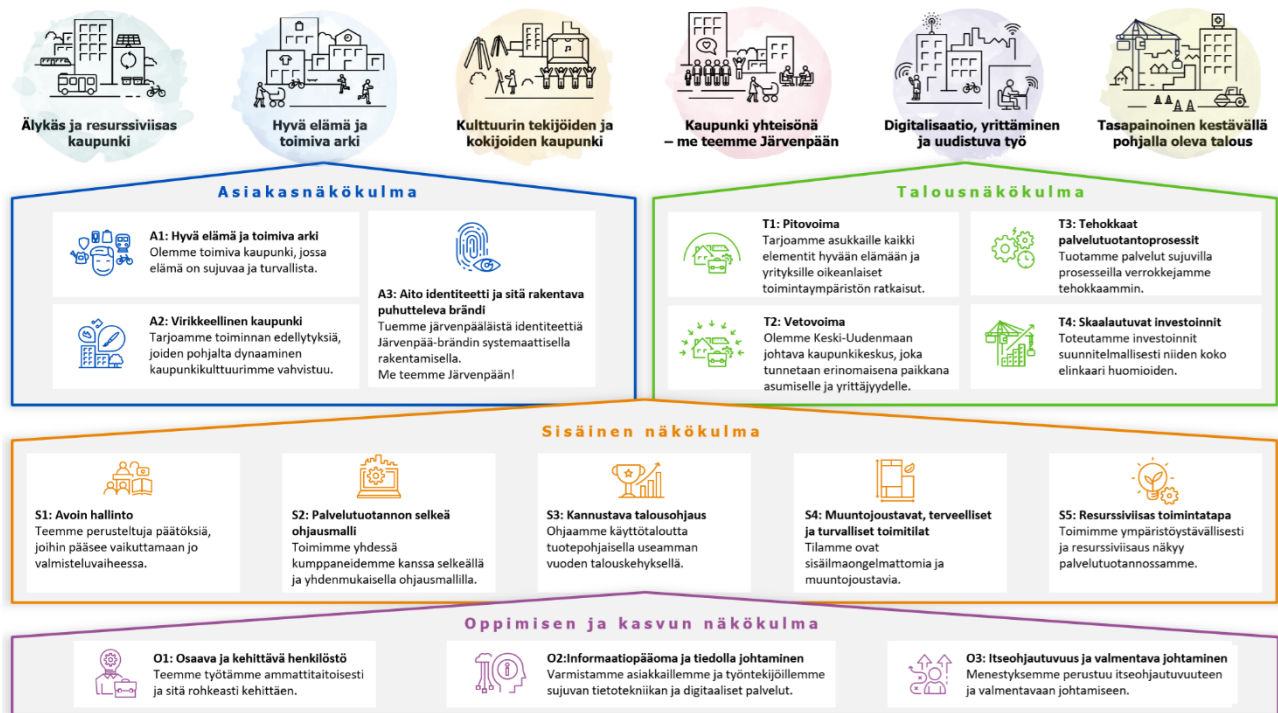 Älykäs ja resurssiviisas
kaupunki
Hyvä elämä ja
toimiva arki
Kulttuurin tekijöiden ja
kokijoiden kaupunki
Kaupunki yhteisönä
– me teemme Järvenpään
Digitalisaatio, yrittäminen
ja uudistuva työ
Tasapainoinen kestävällä
pohjalla oleva talous
Asiakasnäkökulma
A1: Hyvä elämä ja toimiva arki
Olemme toimiva kaupunki, jossa
elämä on sujuvaa ja turvallista.
A2: Virikkeellinen kaupunki
Tarjoamme toiminnan edellytyksiä,
joiden pohjalta dynaaminen
kaupunkikulttuurimme vahvistuu.
A3: Aito identiteetti ja sitä rakentava
puhutteleva brändi
Tuemme järvenpääläistä identiteettiä
Järvenpää-brändin systemaattisella
rakentamisella.
Me teemme Järvenpään!
Talousnäkökulma
T1: Pitovoima
Tarjoamme asukkaille kaikki
elementit hyvään elämään ja
yrityksille oikeanlaiset
toimintaympäristön ratkaisut.
T2: Vetovoima
Olemme Keski-Uudenmaan
johtava kaupunkikeskus, joka
tunnetaan erinomaisena paikkana
asumiselle ja yrittäjyydelle.
T3: Tehokkaat
palvelutuotantoprosessit
Tuotamme palvelut sujuvilla
prosesseilla verrokkejamme
tehokkaammin.
T4: Skaalautuvat investoinnit
Toteutamme investoinnit
suunnitelmallisesti niiden koko
elinkaari huomioiden.
Sisäinen näkökulma
S1: Avoin hallinto
Teemme perusteltuja päätöksiä,
joihin pääsee vaikuttamaan jo
valmisteluvaiheessa.
S2: Palvelutuotannon selkeä
ohjausmalli
Toimimme yhdessä
kumppaneidemme kanssa selkeällä
ja yhdenmukaisella ohjausmallilla.
S3: Kannustava talousohjaus
Ohjaamme käyttötaloutta
tuotepohjaisella useamman
vuoden talouskehyksellä.
S4: Muuntojoustavat, terveelliset
ja turvalliset toimitilat
Tilamme ovat
sisäilmaongelmattomia ja
muuntojoustavia.
S5: Resurssiviisas toimintatapa
Toimimme ympäristöystävällisesti
ja resurssiviisaus näkyy
palvelutuotannossamme.
Oppimisen ja kasvun näkökulma
O1: Osaava ja kehittävä henkilöstö
Teemme työtämme ammattitaitoisesti
ja sitä rohkeasti kehittäen.
O2:Informaatiopääoma ja tiedolla johtaminen
Varmistamme asiakkaillemme ja työntekijöillemme
sujuvan tietotekniikan ja digitaaliset palvelut.
O3: Itseohjautuvuus ja valmentava johtaminen
Menestyksemme perustuu itseohjautuvuuteen
ja valmentavaan johtamiseen.